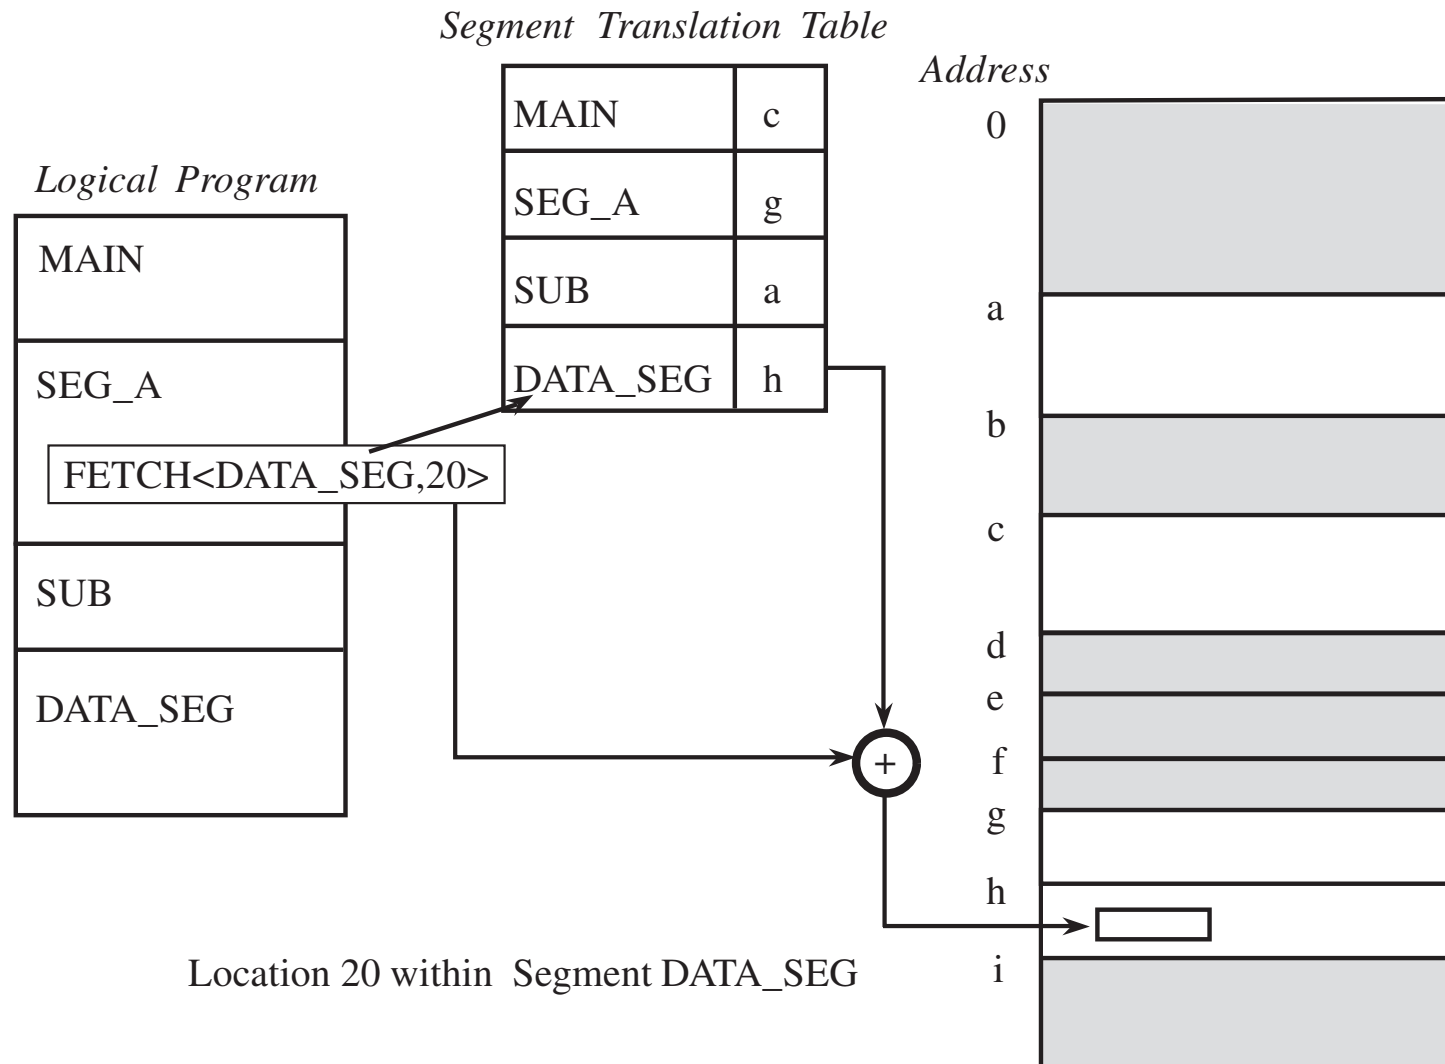 Segment Translation Table
MAIN c
SEG_A g
SUB a
DATA_SEG h
Logical Program
MAIN
SEG_A
FETCH<DATA_SEG,20>
SUB
DATA_SEG
+
Location 20 within Segment DATA_SEG
Address
0
a
b
c
d
e
f
g
h
i